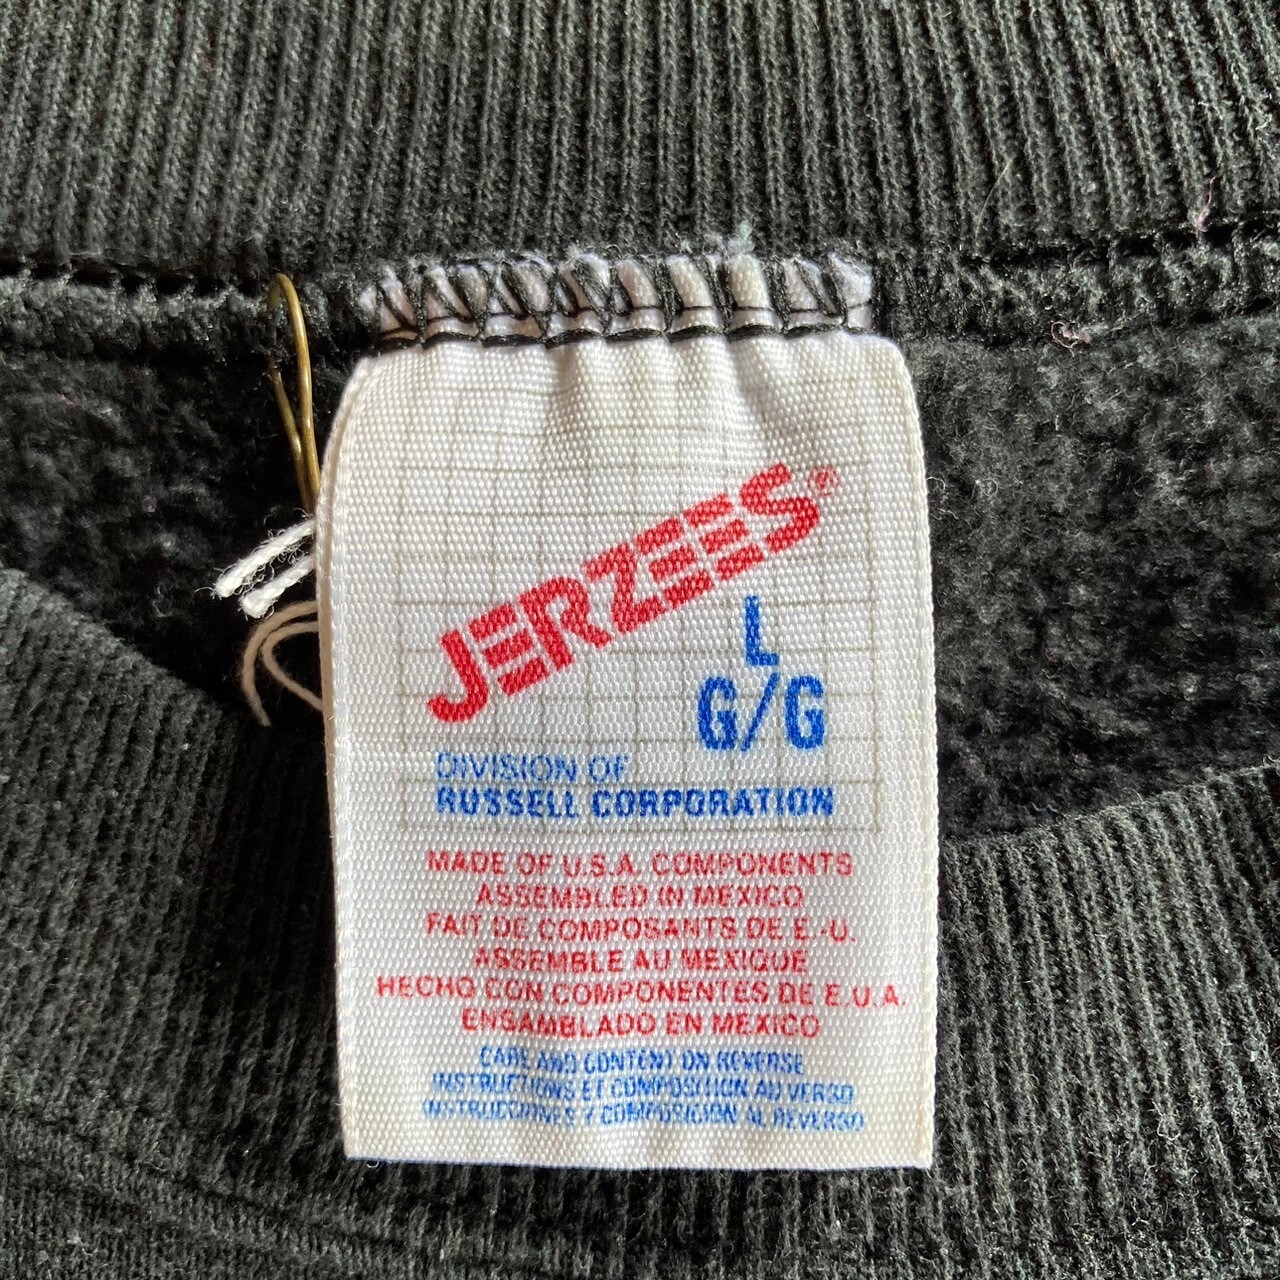 JERZEES®
L
G/G
DIVISION OF
RUSSELL CORPORATION
MADE OF U.S.A. COMPONENTS
ASSEMBLED IN MEXICO
FAIT DE COMPOSANTS DE E.-U.
ASSEMBLE AU MEXIQUE
HECHO CON COMPONENTES DE E.U.A.
ENSAMBLADO EN MEXICO
CARE AND CONTENT ON REVERSE
INSTRUCTIONS ET COMPOSITION AU VERSO
INSTRUCCIONES Y COMPOSICION AL REVERSO